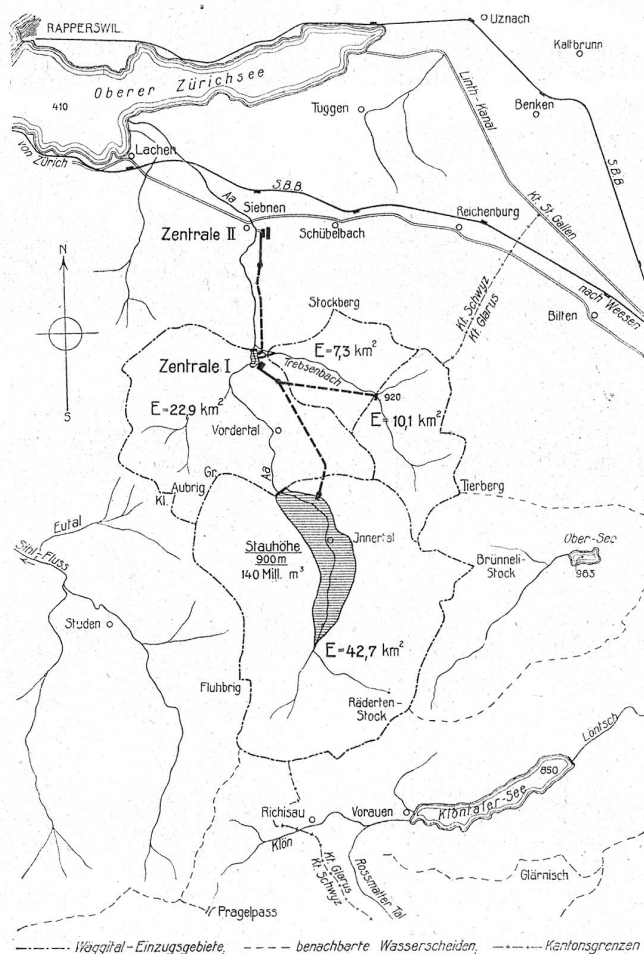 RAPPERSWIL
Oberer Zürichsee
410
Uznach
Kaltbrunn
Tuggen
Benken
Linth-Kanal
S.B.B.
von Zürich
Lachen
Aa
S.B.B.
Siebnen
Zentrale II
Schübelbach
Reichenburg
Kt. St. Gallen
nach Weesen
Bilten
Kt. Schwyz
Kt. Glarus
N
S
Stockberg
Zentrale I
E=7,3 km²
Trebsenbach
920
E=22,9 km²
E=10,1 km²
Vordertal
Aa
Gr.
Aubrig
Kl.
Tierberg
Eutal
Sihl-Fluss
Stauhöhe
900m
140 Mill. m³
Innertal
Ober-See
983
Brünneli-
Stock
Studen
E=42,7 km²
Fluhbrig
Räderten-
Stock
Löntsch
850
Klöntaler-See
Richisau
Vorauen
Klön
Kt. Glarus
Kt. Schwyz
Rossmatter Tal
Glärnisch
Pragelpass
Wäggital-Einzugsgebiete,
benachbarte Wasserscheiden,
Kantonsgrenzen